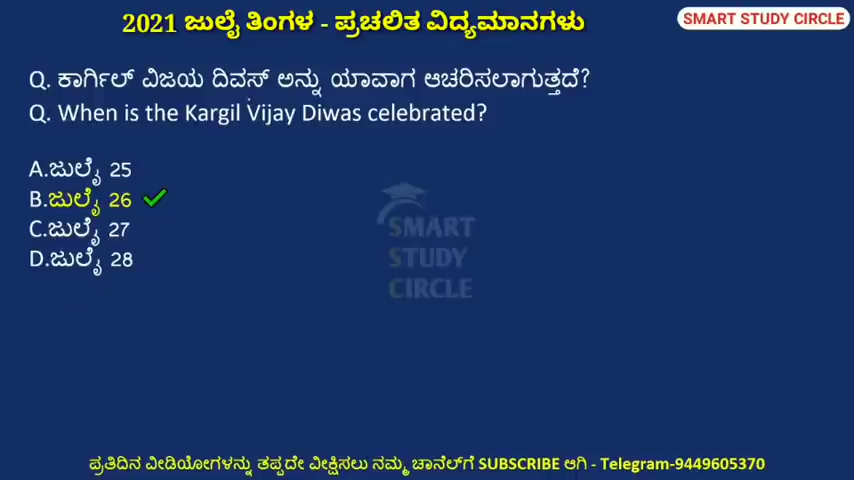 2021 ಜುಲೈ ತಿಂಗಳ - ಪ್ರಚಲಿತ ವಿದ್ಯಮಾನಗಳು
SMART STUDY CIRCLE
Q. ಕಾರ್ಗಿಲ್ ವಿಜಯ ದಿವಸ್ ಅನ್ನು ಯಾವಾಗ ಆಚರಿಸಲಾಗುತ್ತದೆ?
Q. When is the Kargil Vijay Diwas celebrated?
A.ಜುಲೈ 25
B.ಜುಲೈ 26
C.ಜುಲೈ 27
D.ಜುಲೈ 28
SMART
STUDY
CIRCLE
ಪ್ರತಿದಿನ ವೀಡಿಯೋಗಳನ್ನು ತಪ್ಪದೇ ವೀಕ್ಷಿಸಲು ನಮ್ಮ ಚಾನೆಲ್‌ಗೆ SUBSCRIBE ಆಗಿ - Telegram-9449605370